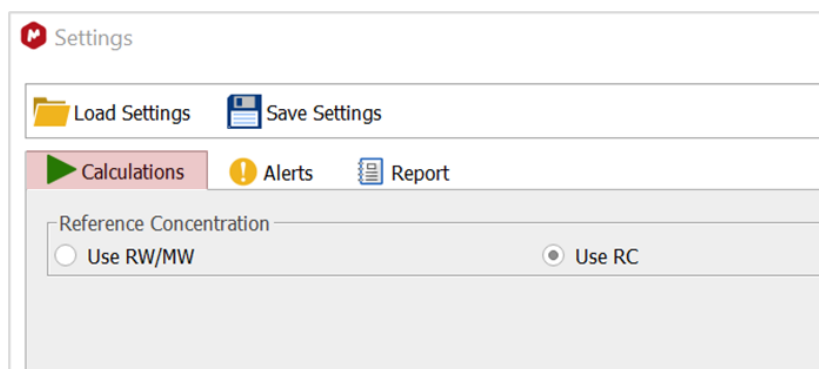 Settings
Load Settings Save Settings
Calculations Alerts Report
Reference Concentration
Use RW/MW Use RC